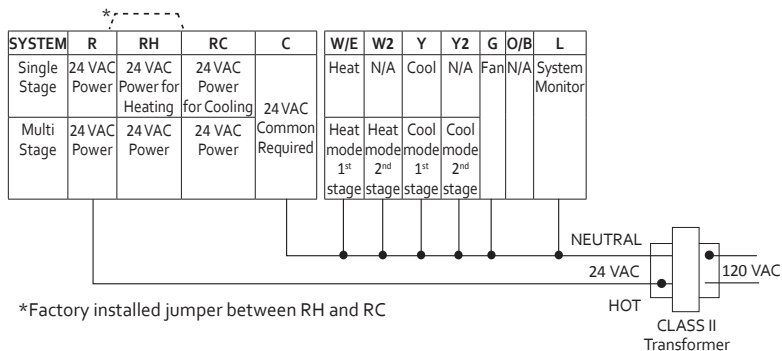 *
SYSTEM R RH RC C W/E W2 Y Y2 G O/B L
Single Stage
24 VAC Power
24 VAC Power for Heating
24 VAC Power for Cooling
24 VAC Common Required
Heat
N/A
Cool
N/A
Fan
N/A
System Monitor
Multi Stage
24 VAC Power
24 VAC Power
24 VAC Power
Heat mode 1st stage
Heat mode 2nd stage
Cool mode 1st stage
Cool mode 2nd stage
NEUTRAL
24 VAC
120 VAC
HOT
*Factory installed jumper between RH and RC
CLASS II
Transformer